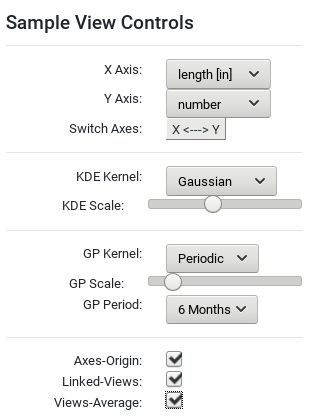 Sample View Controls
X Axis: length [in]
Y Axis: number
Switch Axes: X <---> Y
KDE Kernel: Gaussian
KDE Scale:
GP Kernel: Periodic
GP Scale:
GP Period: 6 Months
Axes-Origin:
Linked-Views:
Views-Average: